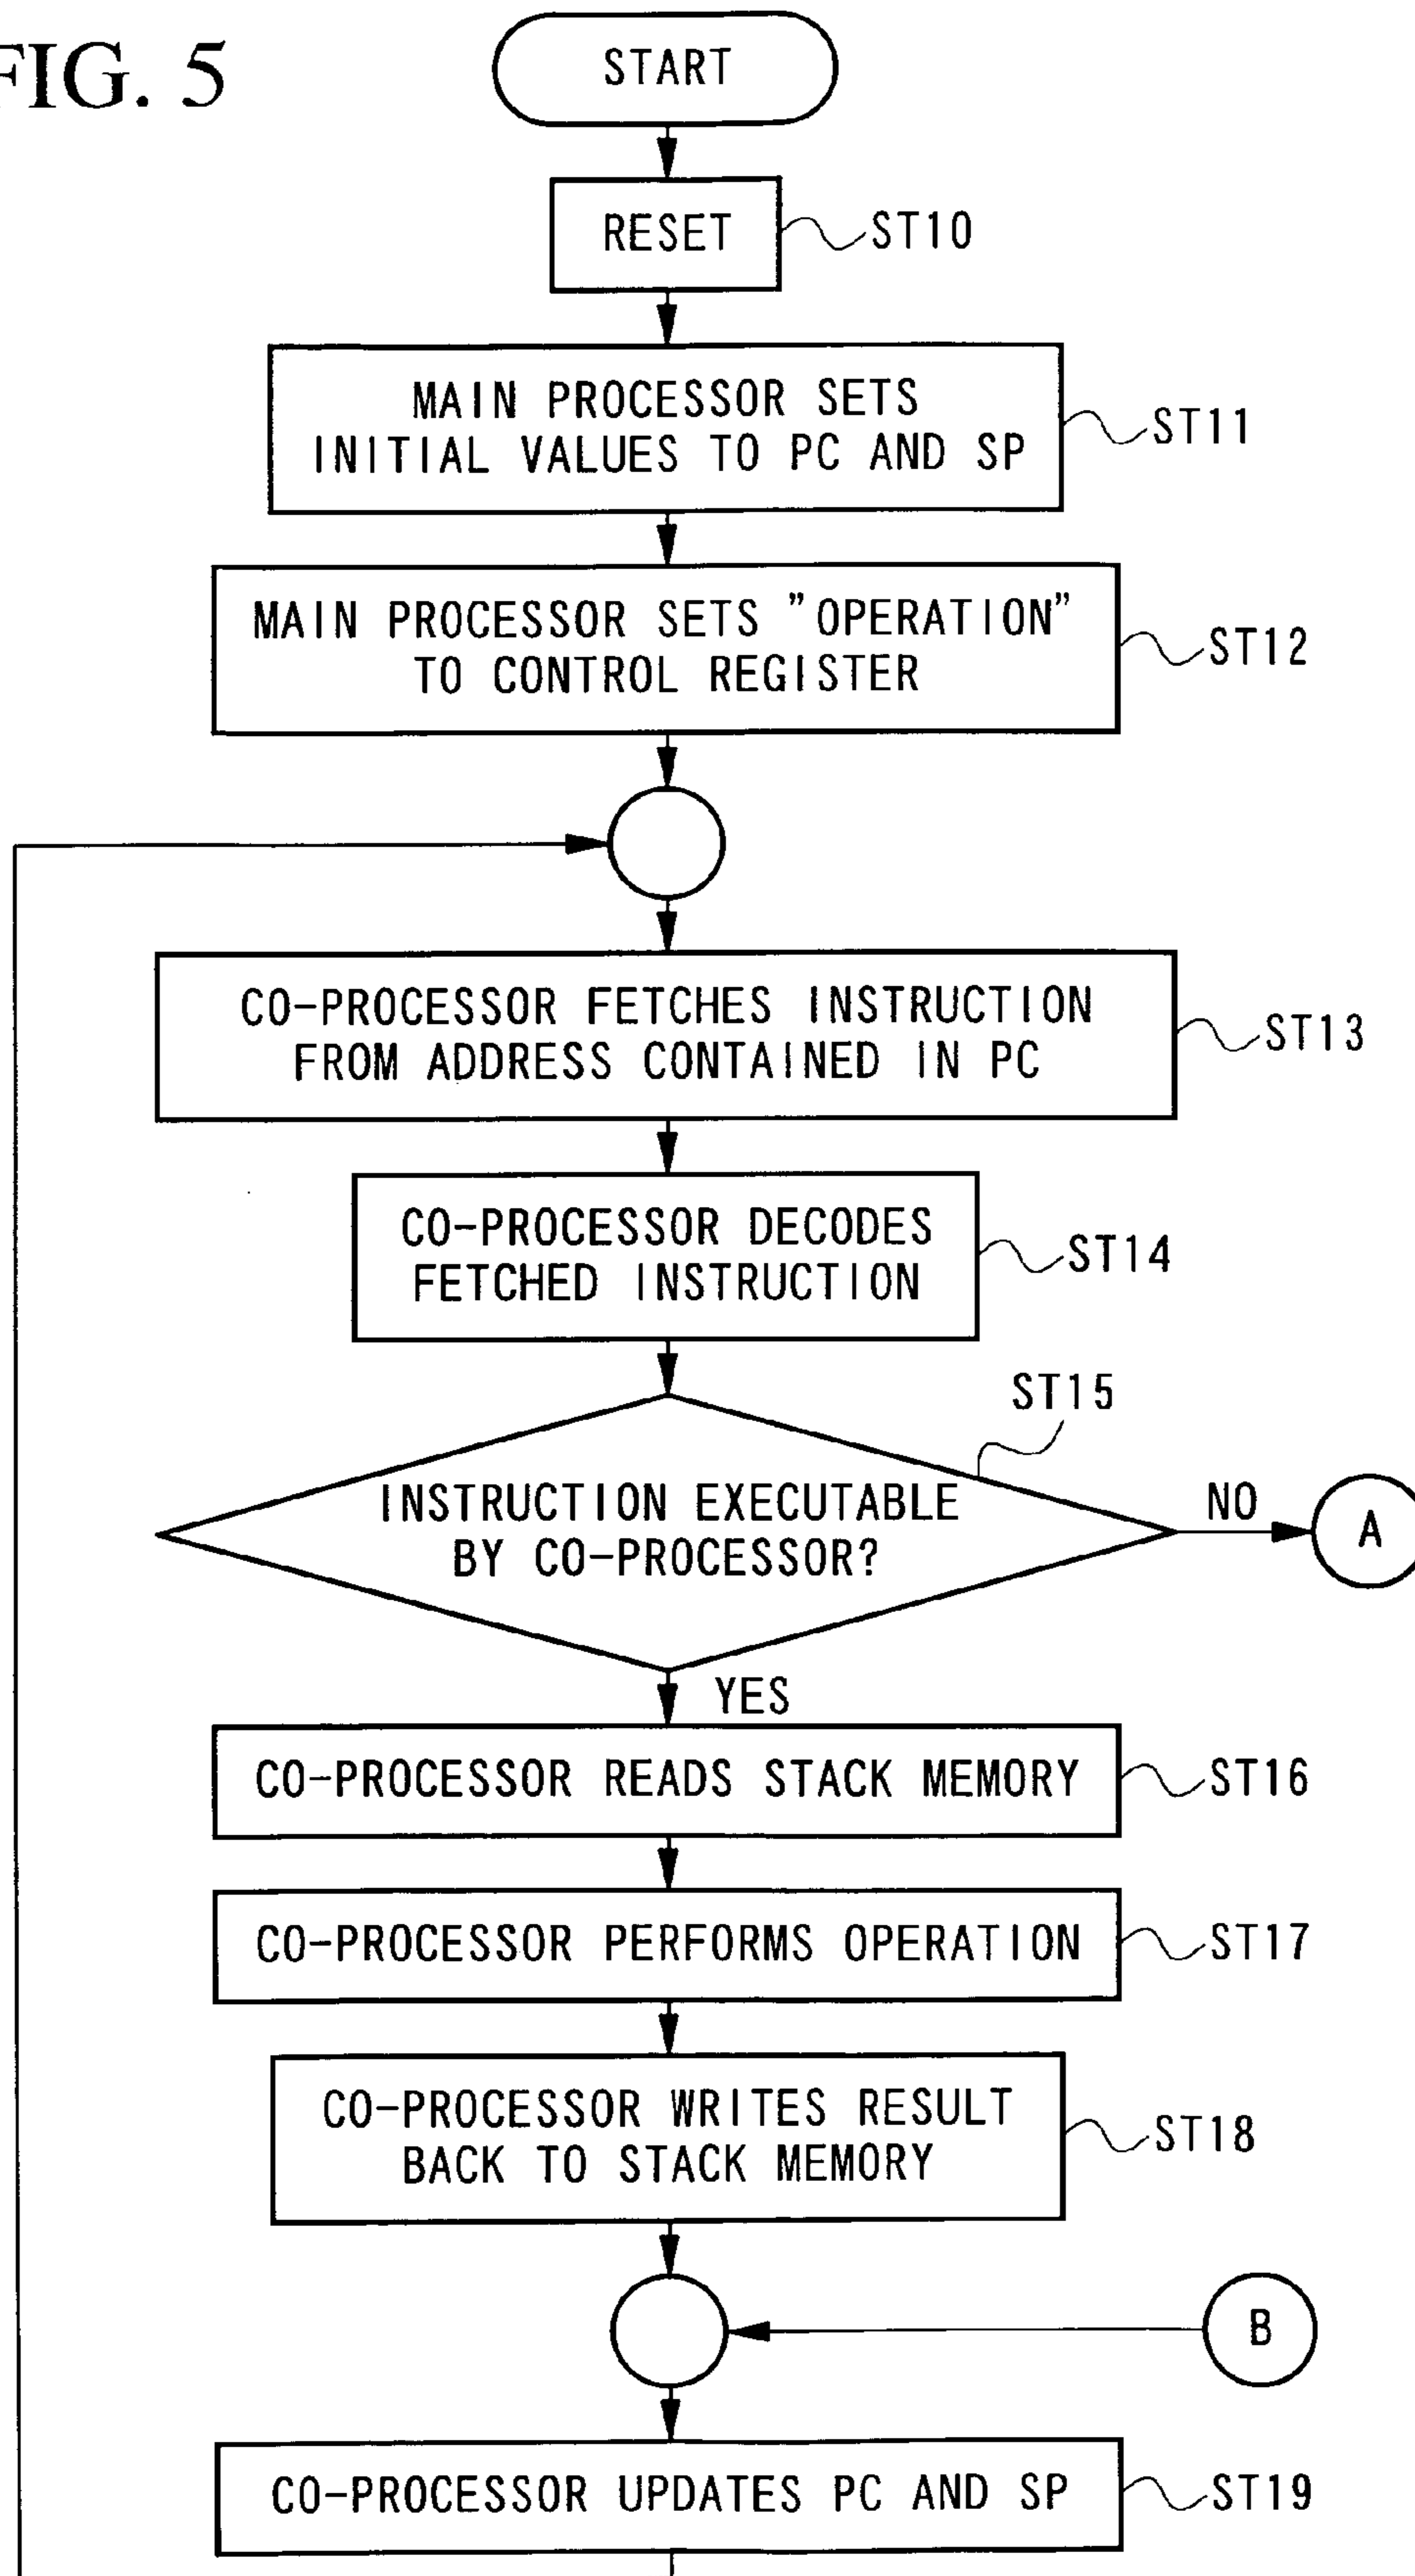 FIG. 5
START
RESET
ST10
MAIN PROCESSOR SETS
INITIAL VALUES TO PC AND SP
ST11
MAIN PROCESSOR SETS "OPERATION"
TO CONTROL REGISTER
ST12
CO-PROCESSOR FETCHES INSTRUCTION
FROM ADDRESS CONTAINED IN PC
ST13
CO-PROCESSOR DECODES
FETCHED INSTRUCTION
ST14
ST15
INSTRUCTION EXECUTABLE
BY CO-PROCESSOR?
NO
A
YES
CO-PROCESSOR READS STACK MEMORY
ST16
CO-PROCESSOR PERFORMS OPERATION
ST17
CO-PROCESSOR WRITES RESULT
BACK TO STACK MEMORY
ST18
B
CO-PROCESSOR UPDATES PC AND SP
ST19